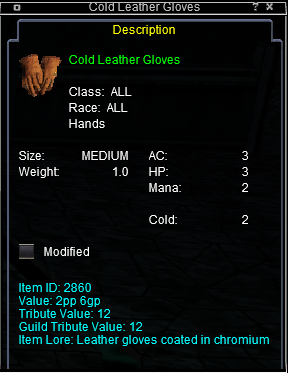 Cold Leather Gloves
? ×
Description
Cold Leather Gloves
Class: ALL
Race: ALL
Hands
Size: MEDIUM AC: 3
Weight: 1.0 HP: 3
Mana: 2
Cold: 2
Modified
Item ID: 2860
Value: 2pp 6gp
Tribute Value: 12
Guild Tribute Value: 12
Item Lore: Leather gloves coated in chromium